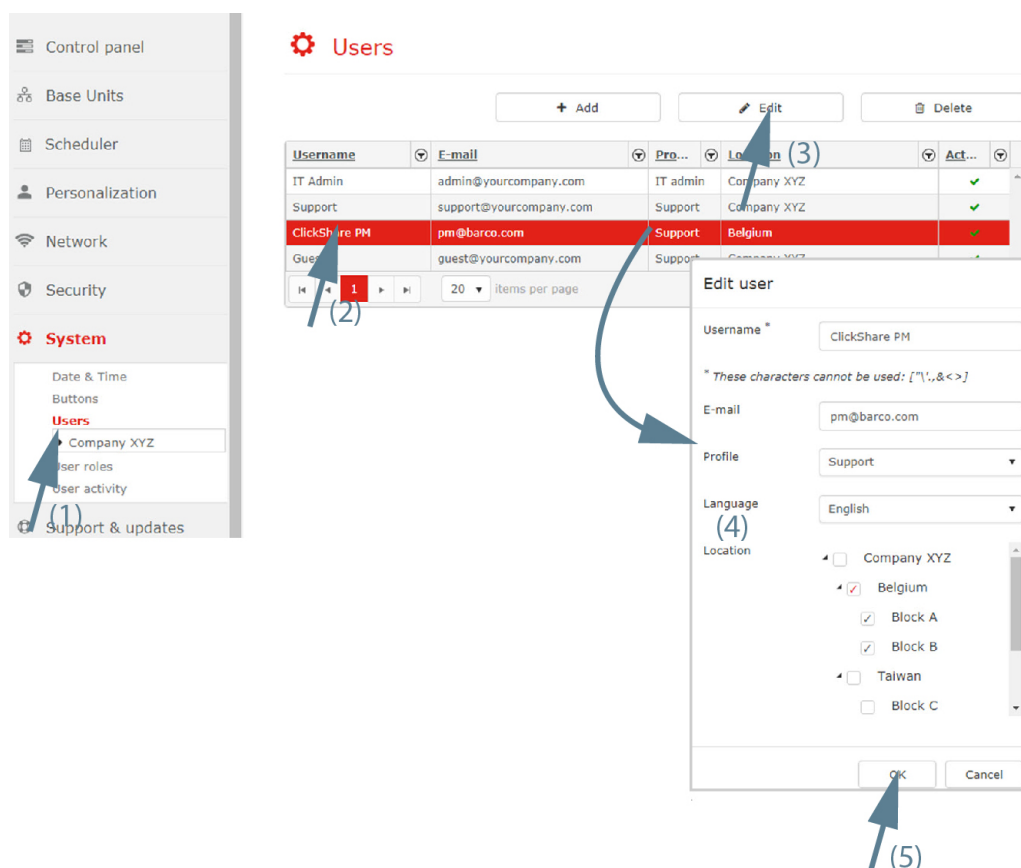 Control panel
Base Units
Scheduler
Personalization
Network
Security
System
Date & Time
Buttons
Users
Company XYZ
User roles
User activity
(1)
Support & updates
Users
+ Add
Edit
Delete
Username E-mail Pro... Location Act...
(3)
IT Admin admin@yourcompany.com IT admin Company XYZ
Support support@yourcompany.com Support Company XYZ
ClickShare PM pm@barco.com Support Belgium
Guest guest@yourcompany.com Support Company XYZ
1 20 items per page
(2)
Edit user
Username * ClickShare PM
* These characters cannot be used: ["\'.,&<>]
E-mail pm@barco.com
Profile Support
Language English
(4)
Location
Company XYZ
Belgium
Block A
Block B
Taiwan
Block C
OK Cancel
(5)